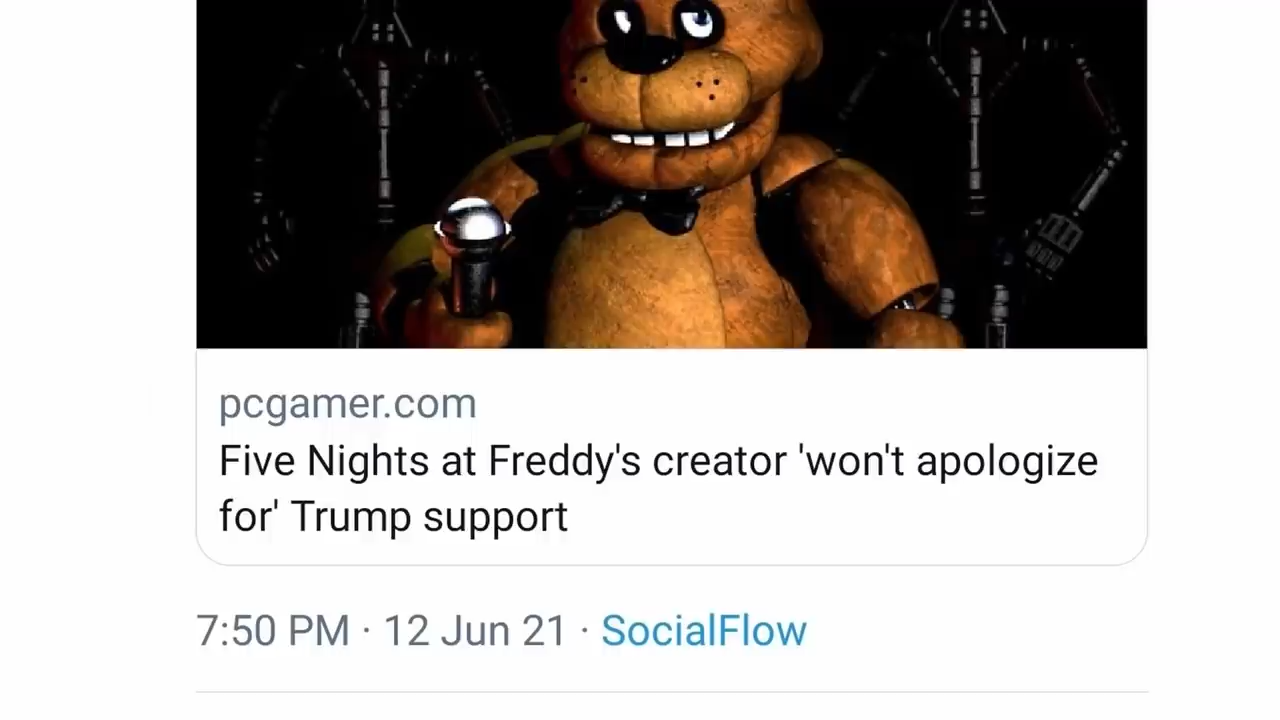 pcgamer.com
Five Nights at Freddy's creator 'won't apologize
for' Trump support
7:50 PM · 12 Jun 21 · SocialFlow